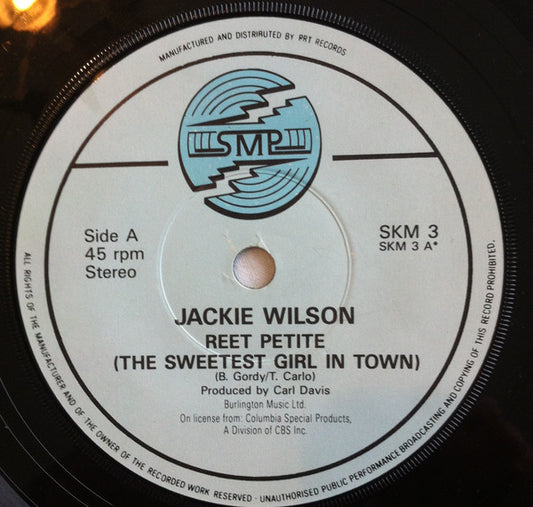 MANUFACTURED AND DISTRIBUTED BY PRT RECORDS
SMP
Side A
45 rpm
Stereo
SKM 3
SKM 3 A*
JACKIE WILSON
REET PETITE
(THE SWEETEST GIRL IN TOWN)
(B. Gordy/T. Carlo)
Produced by Carl Davis
Burlington Music Ltd.
On license from: Columbia Special Products,
A Division of CBS Inc.
ALL RIGHTS OF THE MANUFACTURER AND OF THE OWNER OF THE RECORDED WORK RESERVED · UNAUTHORISED PUBLIC PERFORMANCE BROADCASTING AND COPYING OF THIS RECORD PROHIBITED.